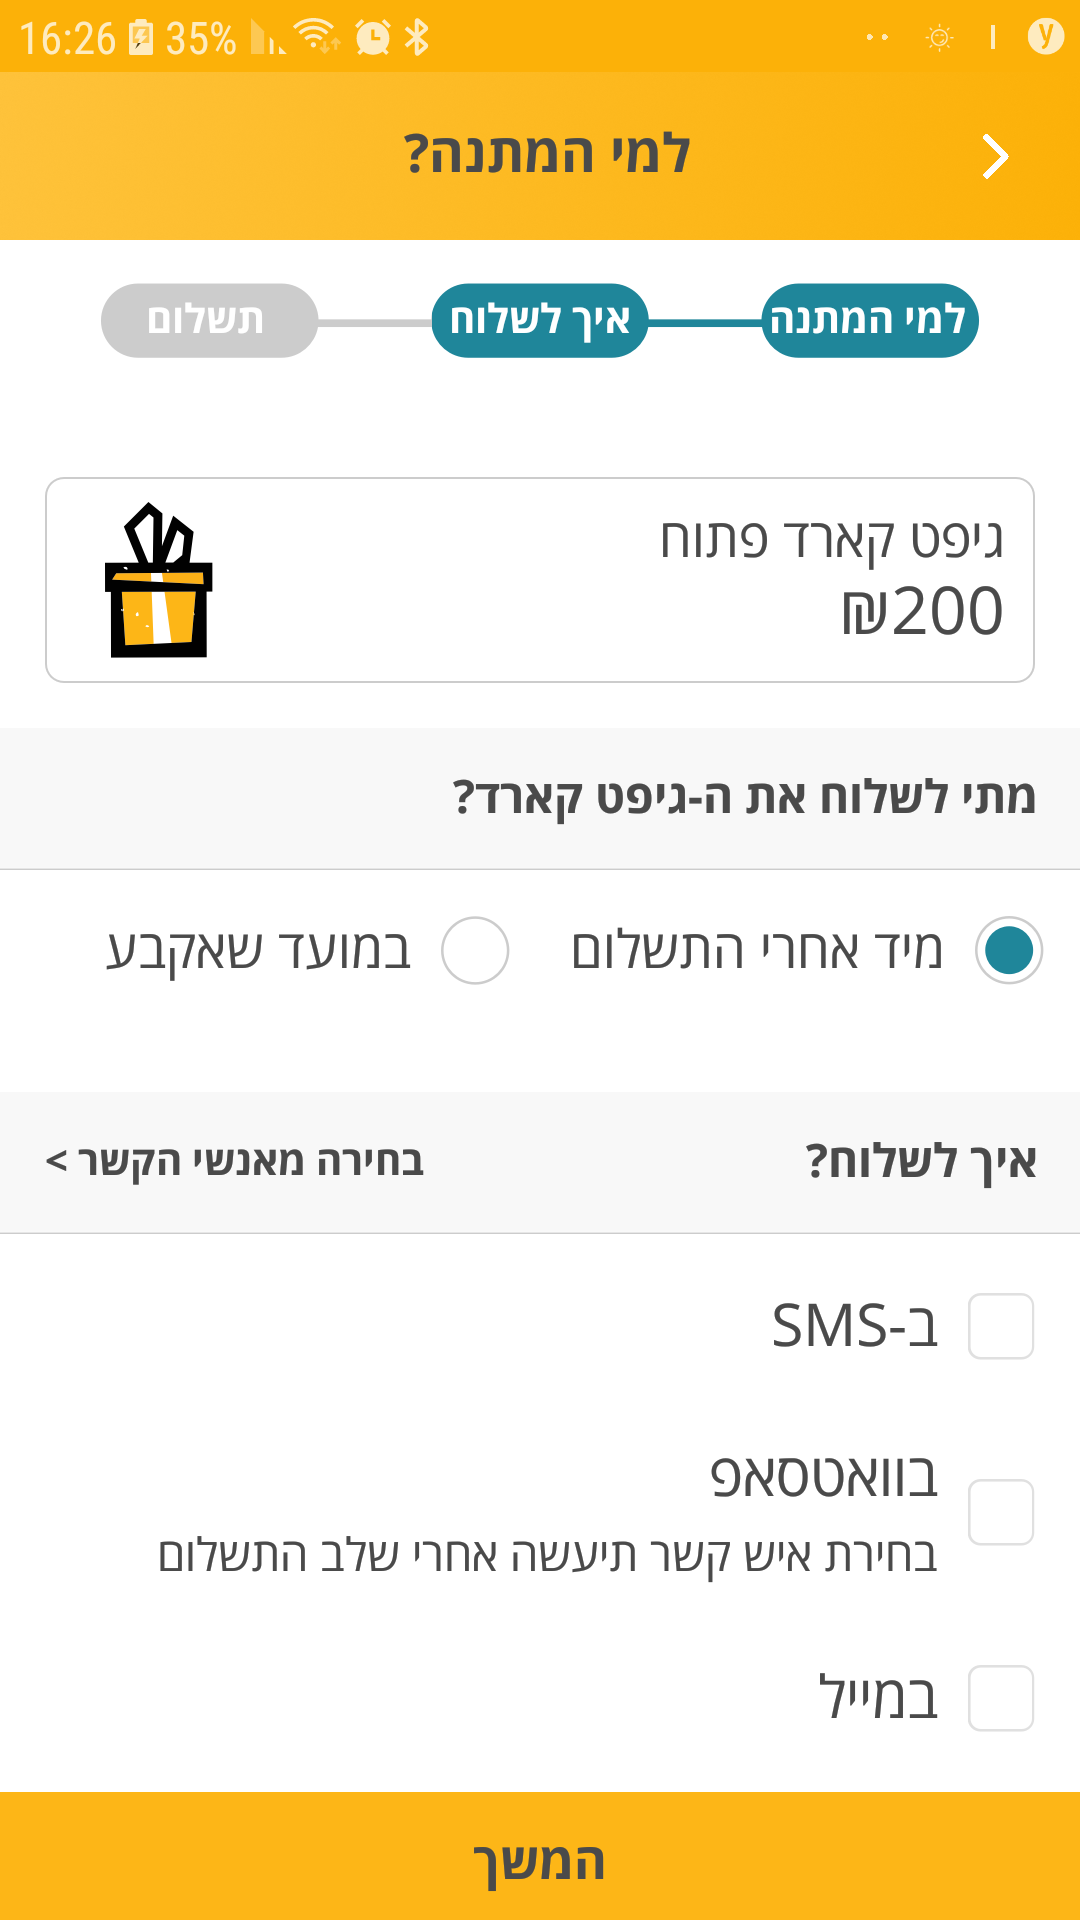 16:26 35%
y
למי המתנה?
למי המתנה
איך לשלוח
תשלום
גיפט קארד פתוח
₪200
מתי לשלוח את ה-גיפט קארד?
מיד אחרי התשלום
במועד שאקבע
איך לשלוח?
בחירה מאנשי הקשר >
ב-SMS
בוואטסאפ
בחירת איש קשר תיעשה אחרי שלב התשלום
במייל
המשך